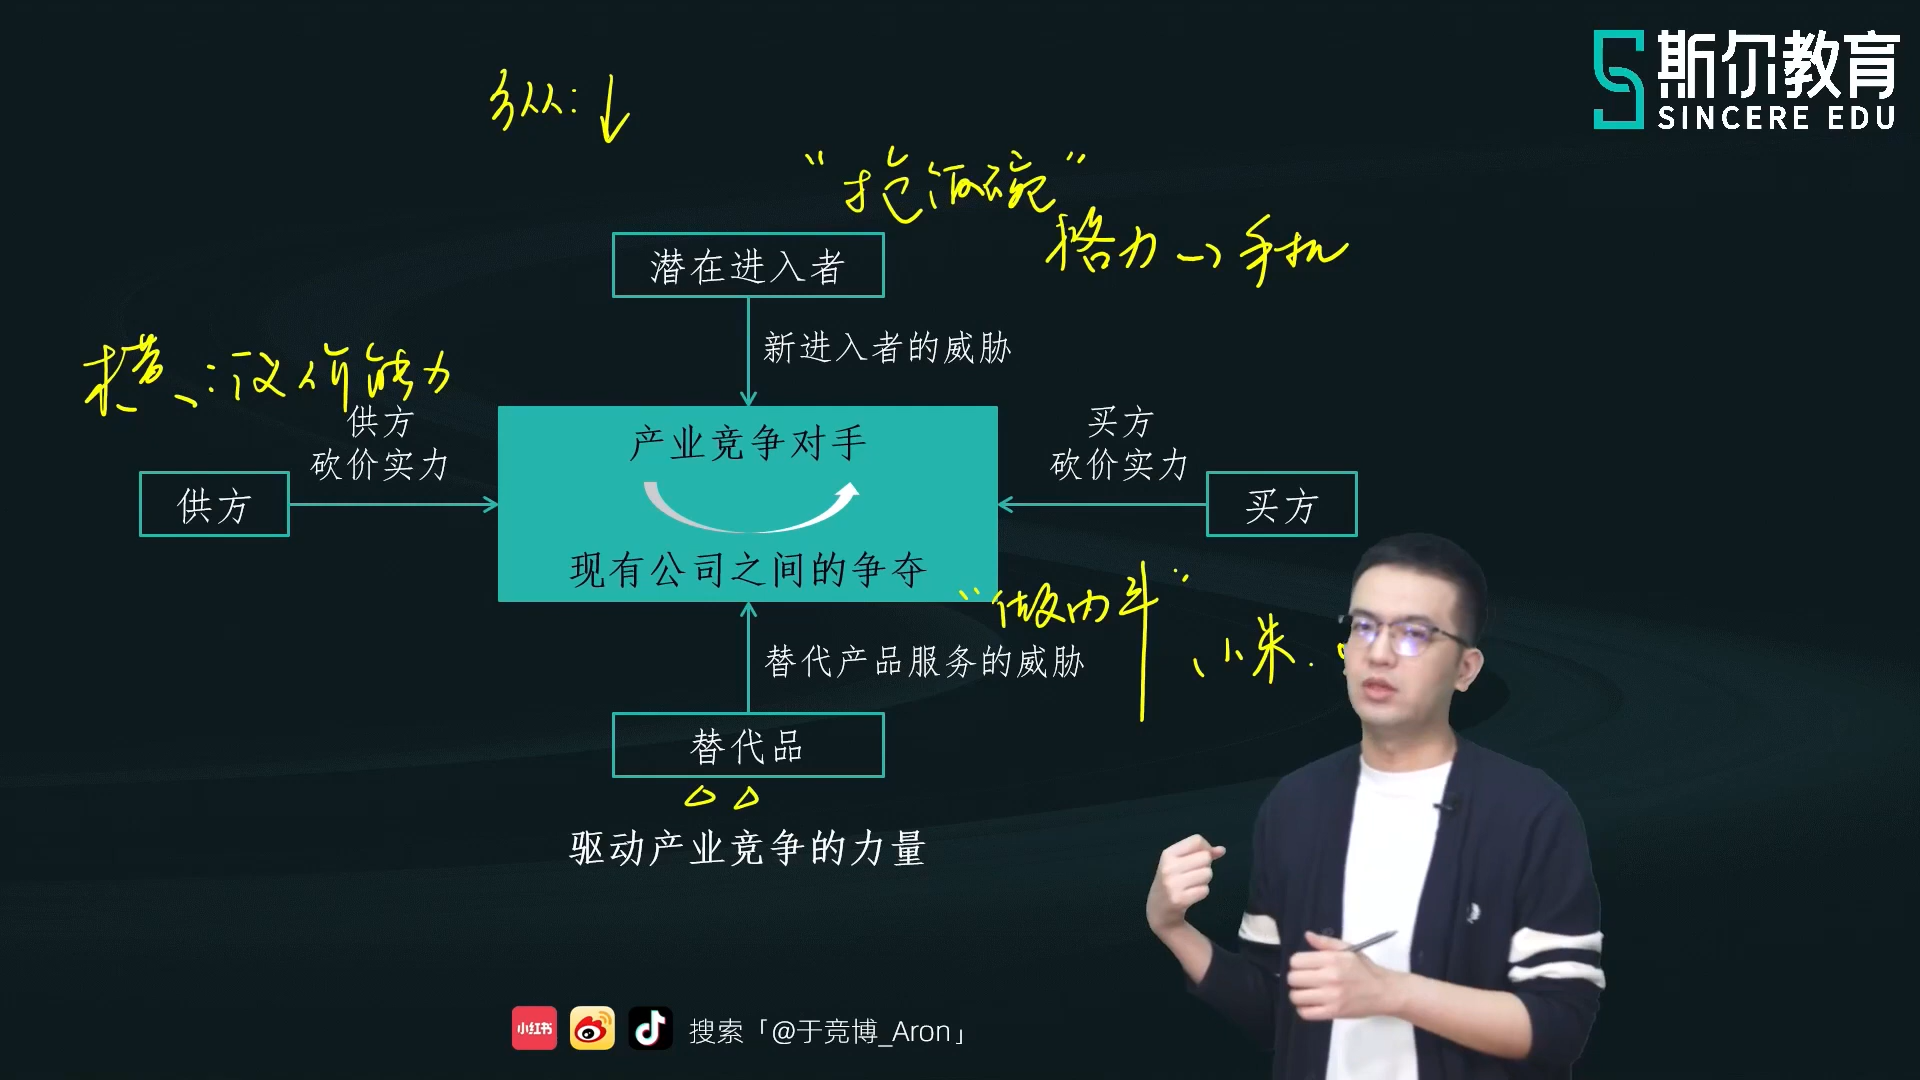 斯尔教育
SINCERE EDU
纵:↓
“抢饭碗”
格力→手机
潜在进入者
新进入者的威胁
横:议价能力
供方
砍价实力
买方
砍价实力
产业竞争对手
供方
买方
现有公司之间的争夺
“做内斗”
小米.
替代产品服务的威胁
替代品
△△
驱动产业竞争的力量
小红书
搜索「@于竞博_Aron」